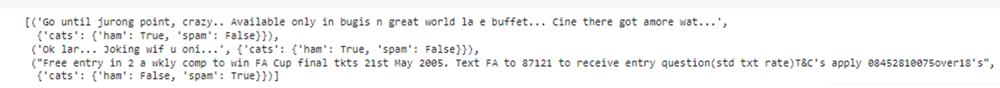 [('Go until jurong point, crazy.. Available only in bugis n great world la e buffet... Cine there got amore wat...',
{'cats': {'ham': True, 'spam': False}}),
('Ok lar... Joking wif u oni...', {'cats': {'ham': True, 'spam': False}}),
("Free entry in 2 a wkly comp to win FA Cup final tkts 21st May 2005. Text FA to 87121 to receive entry question(std txt rate)T&C's apply 08452810075over18's",
{'cats': {'ham': False, 'spam': True}})]